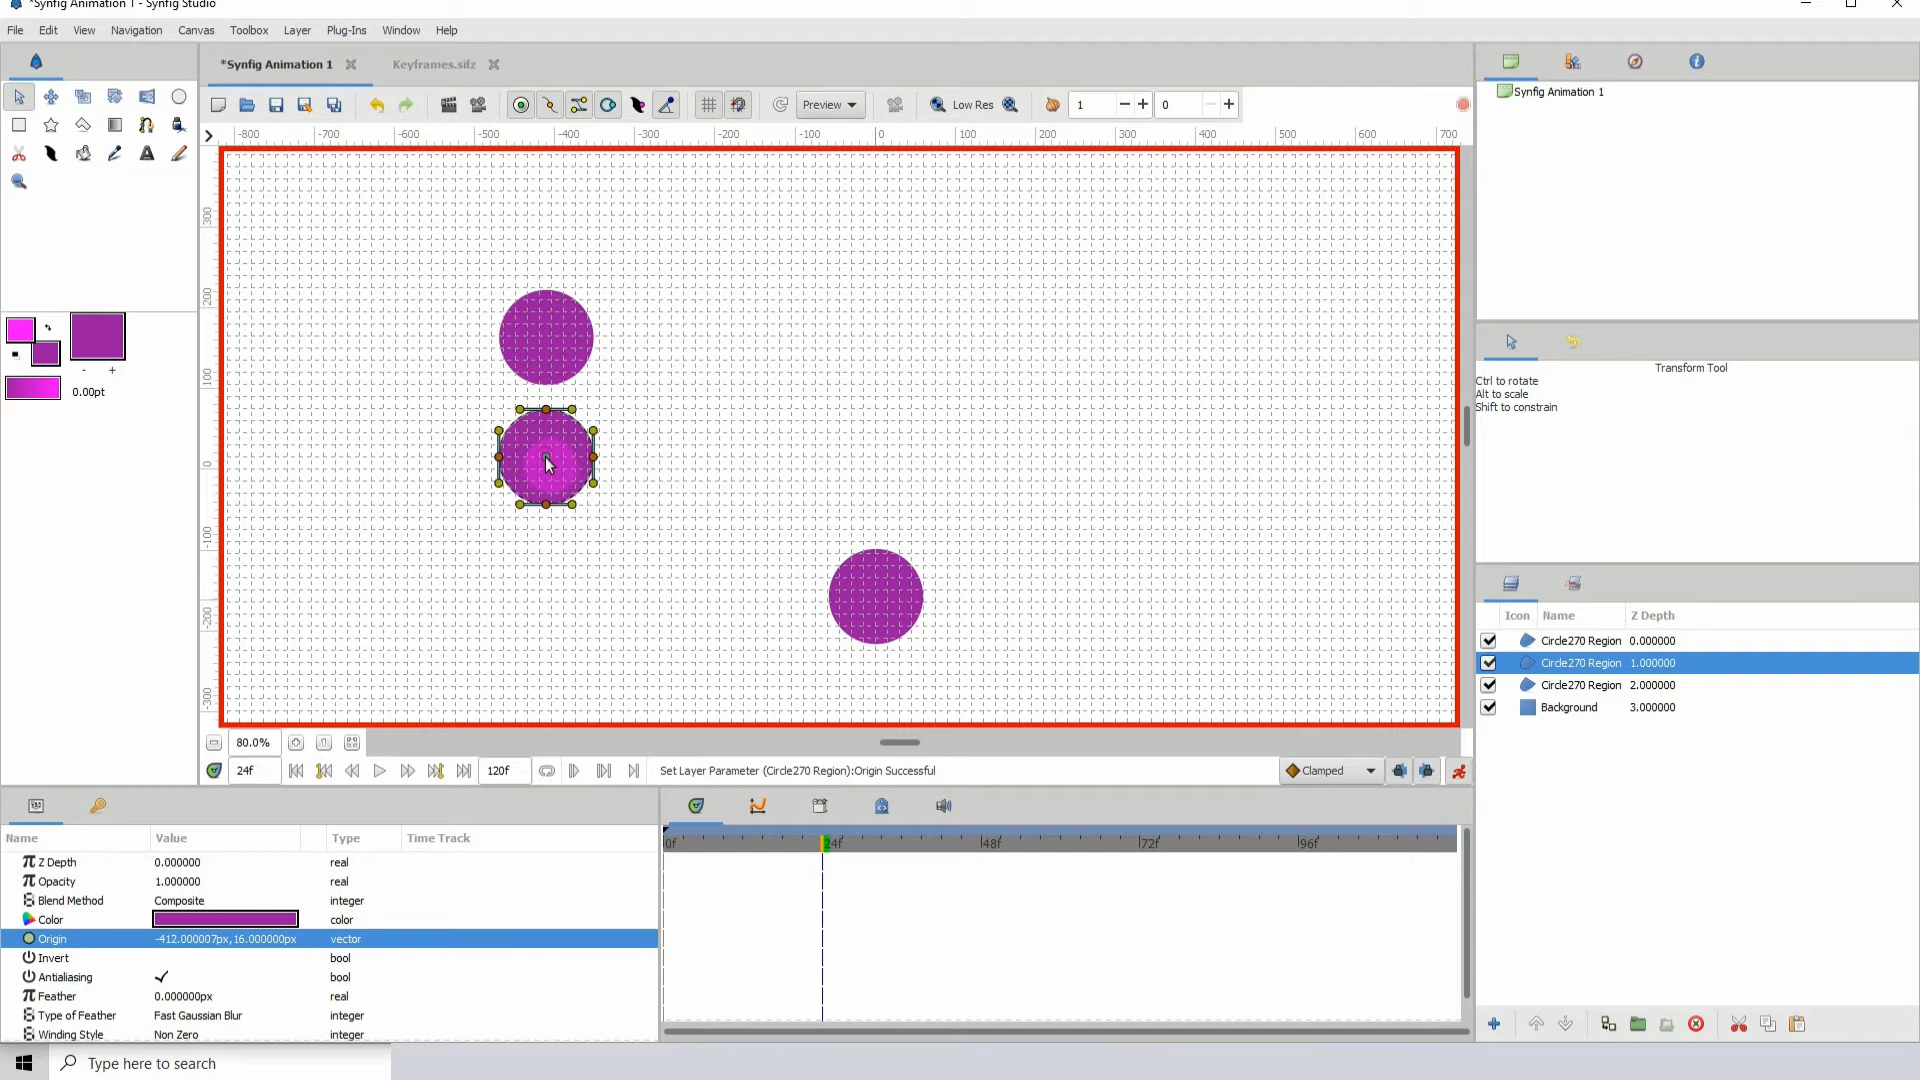 *Synfig Animation 1 - Synfig Studio
File Edit View Navigation Canvas Toolbox Layer Plug-Ins Window Help
*Synfig Animation 1
Keyframes.sifz
Preview
Low Res
1
0
-800 -700 -600 -500 -400 -300 -200 -100 0 100 200 300 400 500 600 700
300
200
100
0
-100
-200
-300
- +
0.00pt
80.0%
24f
120f
Set Layer Parameter (Circle270 Region):Origin Successful
Clamped
Synfig Animation 1
Transform Tool
Ctrl to rotate
Alt to scale
Shift to constrain
Icon Name Z Depth
Circle270 Region 0.000000
Circle270 Region 1.000000
Circle270 Region 2.000000
Background 3.000000
Name Value Type Time Track
Z Depth 0.000000 real
Opacity 1.000000 real
Blend Method Composite integer
Color color
Origin -412.000007px,16.000000px vector
Invert bool
Antialiasing bool
Feather 0.000000px real
Type of Feather Fast Gaussian Blur integer
Winding Style Non Zero integer
0f 24f 48f 72f 96f
Type here to search